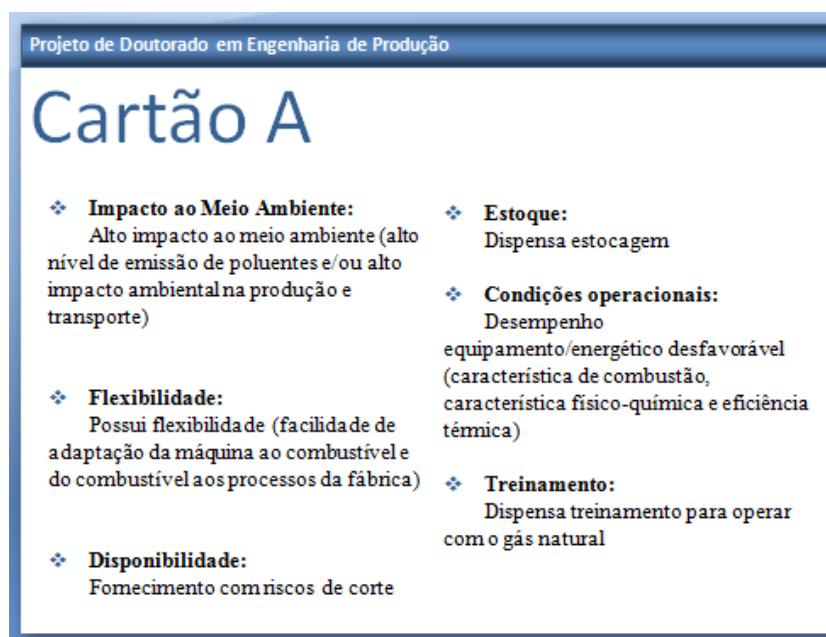 Projeto de Doutorado em Engenharia de Produção
Cartão A
❖ Impacto ao Meio Ambiente:
Alto impacto ao meio ambiente (alto
nível de emissão de poluentes e/ou alto
impacto ambiental na produção e
transporte)
❖ Flexibilidade:
Possui flexibilidade (facilidade de
adaptação da máquina ao combustível e
do combustível aos processos da fábrica)
❖ Disponibilidade:
Fornecimento com riscos de corte
❖ Estoque:
Dispensa estocagem
❖ Condições operacionais:
Desempenho
equipamento/energético desfavorável
(característica de combustão,
característica físico-química e eficiência
térmica)
❖ Treinamento:
Dispensa treinamento para operar
com o gás natural